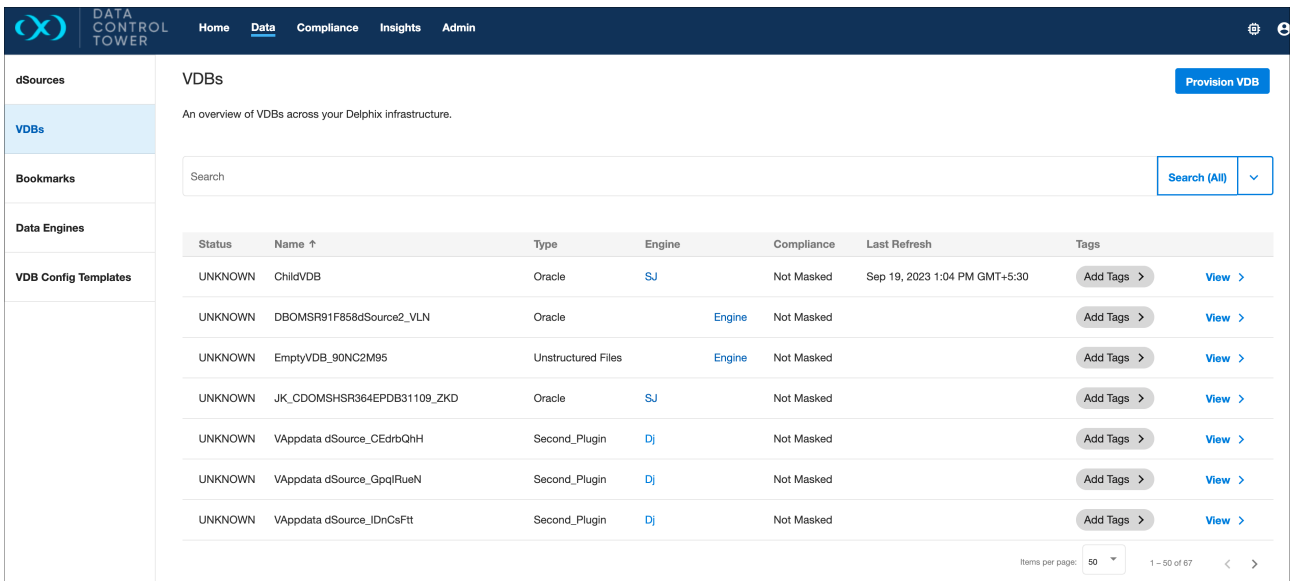 DATA
CONTROL
TOWER
Home Data Compliance Insights Admin
dSources
VDBs
Bookmarks
Data Engines
VDB Config Templates
VDBs
Provision VDB
An overview of VDBs across your Delphix infrastructure.
Search
Search (All)
Status Name ↑ Type Engine Compliance Last Refresh Tags
UNKNOWN ChildVDB Oracle SJ Not Masked Sep 19, 2023 1:04 PM GMT+5:30 Add Tags View
UNKNOWN DBOMSR91F858dSource2_VLN Oracle Engine Not Masked Add Tags View
UNKNOWN EmptyVDB_90NC2M95 Unstructured Files Engine Not Masked Add Tags View
UNKNOWN JK_CDOMSHSR364EPDB31109_ZKD Oracle SJ Not Masked Add Tags View
UNKNOWN VAppdata dSource_CEdrbQhH Second_Plugin Dj Not Masked Add Tags View
UNKNOWN VAppdata dSource_GpqIRueN Second_Plugin Dj Not Masked Add Tags View
UNKNOWN VAppdata dSource_IDnCsFtt Second_Plugin Dj Not Masked Add Tags View
Items per page: 50 1 – 50 of 67